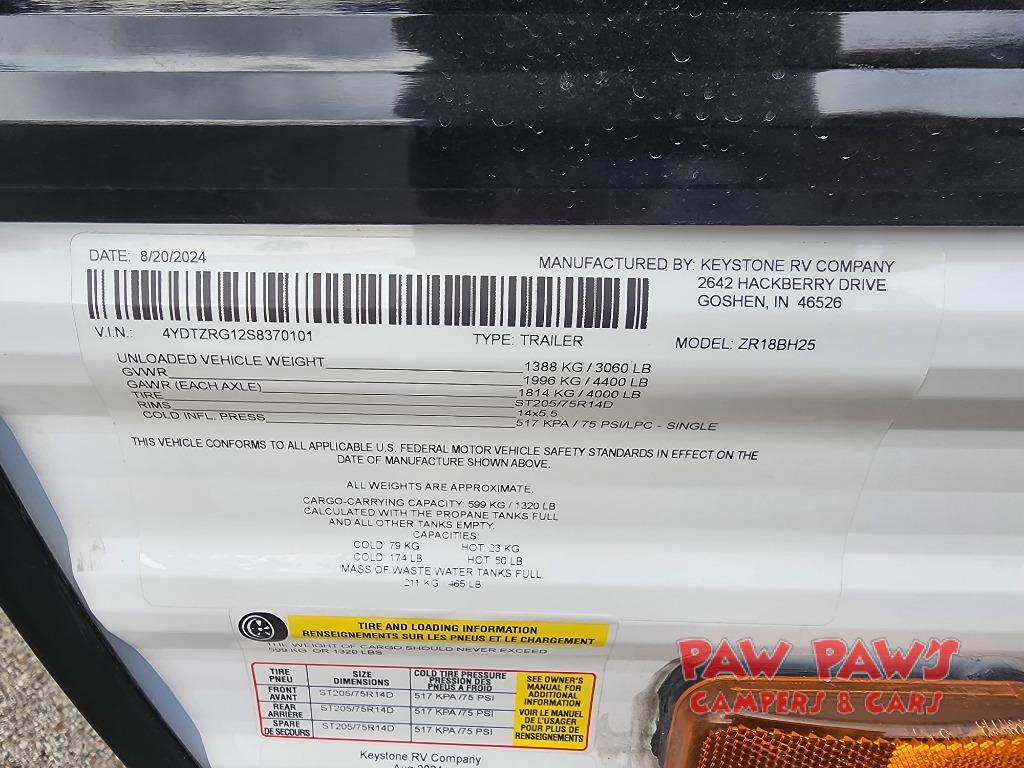 DATE: 8/20/2024
MANUFACTURED BY: KEYSTONE RV COMPANY
2642 HACKBERRY DRIVE
GOSHEN, IN 46526
V.I.N.: 4YDTZRG12S8370101 TYPE: TRAILER MODEL: ZR18BH25
UNLOADED VEHICLE WEIGHT 1388 KG / 3060 LB
GVWR 1996 KG / 4400 LB
GAWR (EACH AXLE) 1814 KG / 4000 LB
TIRE ST205/75R14D
RIMS 14x5.5
COLD INFL. PRESS 517 KPA / 75 PSI/LPC - SINGLE
THIS VEHICLE CONFORMS TO ALL APPLICABLE U.S. FEDERAL MOTOR VEHICLE SAFETY STANDARDS IN EFFECT ON THE
DATE OF MANUFACTURE SHOWN ABOVE.
ALL WEIGHTS ARE APPROXIMATE.
CARGO-CARRYING CAPACITY: 599 KG / 1320 LB
CALCULATED WITH THE PROPANE TANKS FULL
AND ALL OTHER TANKS EMPTY.
CAPACITIES:
COLD: 79 KG HOT: 23 KG
COLD: 174 LB HOT: 50 LB
MASS OF WASTE WATER TANKS FULL.
211 KG 465 LB
TIRE AND LOADING INFORMATION
RENSEIGNEMENTS SUR LES PNEUS ET LE CHARGEMENT
THE WEIGHT OF CARGO SHOULD NEVER EXCEED
599 KG. OR 1320 LBS.
TIRE
PNEU
SIZE
DIMENSIONS
COLD TIRE PRESSURE
PRESSION DES
PNEUS A FROID
FRONT
AVANT
ST205/75R14D
517 KPA /75 PSI
REAR
ARRIÈRE
ST205/75R14D
517 KPA /75 PSI
SPARE
DE SECOURS
ST205/75R14D
517 KPA /75 PSI
SEE OWNER'S
MANUAL FOR
ADDITIONAL
INFORMATION
VOIR LE MANUEL
DE L'USAGER
POUR PLUS DE
RENSEIGNEMENTS
Keystone RV Company
Aug 2024
PAW PAW'S
CAMPERS & CARS